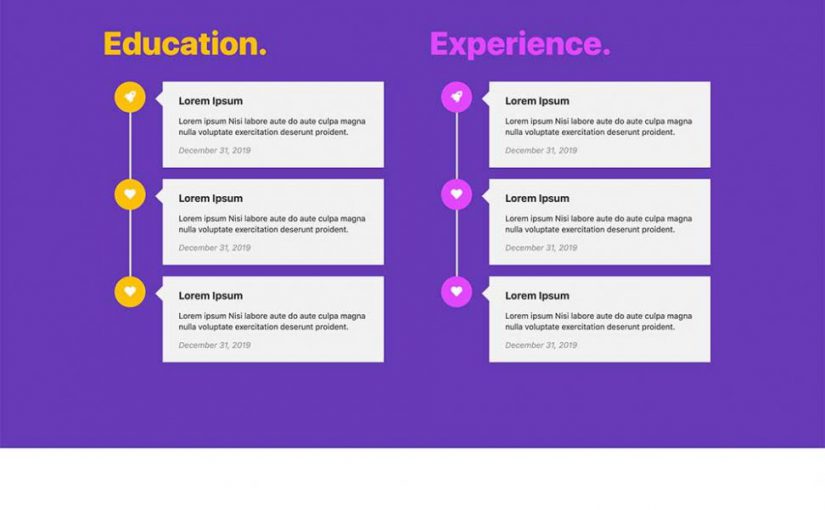 Education.
Lorem Ipsum
Lorem ipsum Nisi labore aute do aute culpa magna
nulla voluptate exercitation deserunt proident.
December 31, 2019
Lorem Ipsum
Lorem ipsum Nisi labore aute do aute culpa magna
nulla voluptate exercitation deserunt proident.
December 31, 2019
Lorem Ipsum
Lorem ipsum Nisi labore aute do aute culpa magna
nulla voluptate exercitation deserunt proident.
December 31, 2019
Experience.
Lorem Ipsum
Lorem ipsum Nisi labore aute do aute culpa magna
nulla voluptate exercitation deserunt proident.
December 31, 2019
Lorem Ipsum
Lorem ipsum Nisi labore aute do aute culpa magna
nulla voluptate exercitation deserunt proident.
December 31, 2019
Lorem Ipsum
Lorem ipsum Nisi labore aute do aute culpa magna
nulla voluptate exercitation deserunt proident.
December 31, 2019